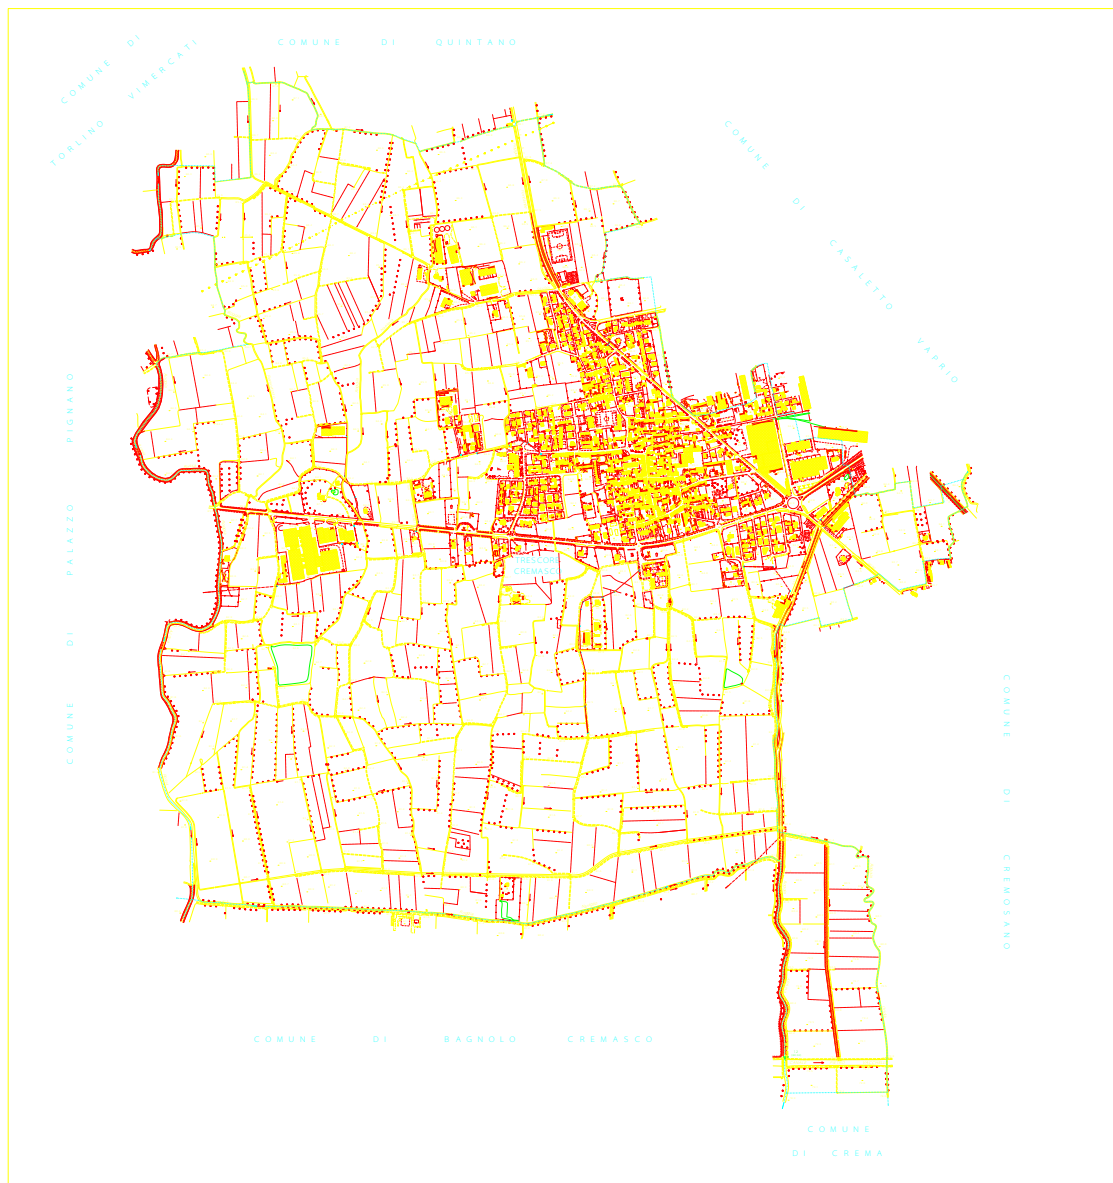 COMUNE DI
TORLINO VIMERCATI
COMUNE DI QUINTANO
COMUNE DI CASALETTO VAPRIO
COMUNE DI PALAZZO PIGNANO
TRESCORE
CREMASCO
COMUNE DI CREMOSANO
COMUNE DI BAGNOLO CREMASCO
COMUNE
DI CREMA